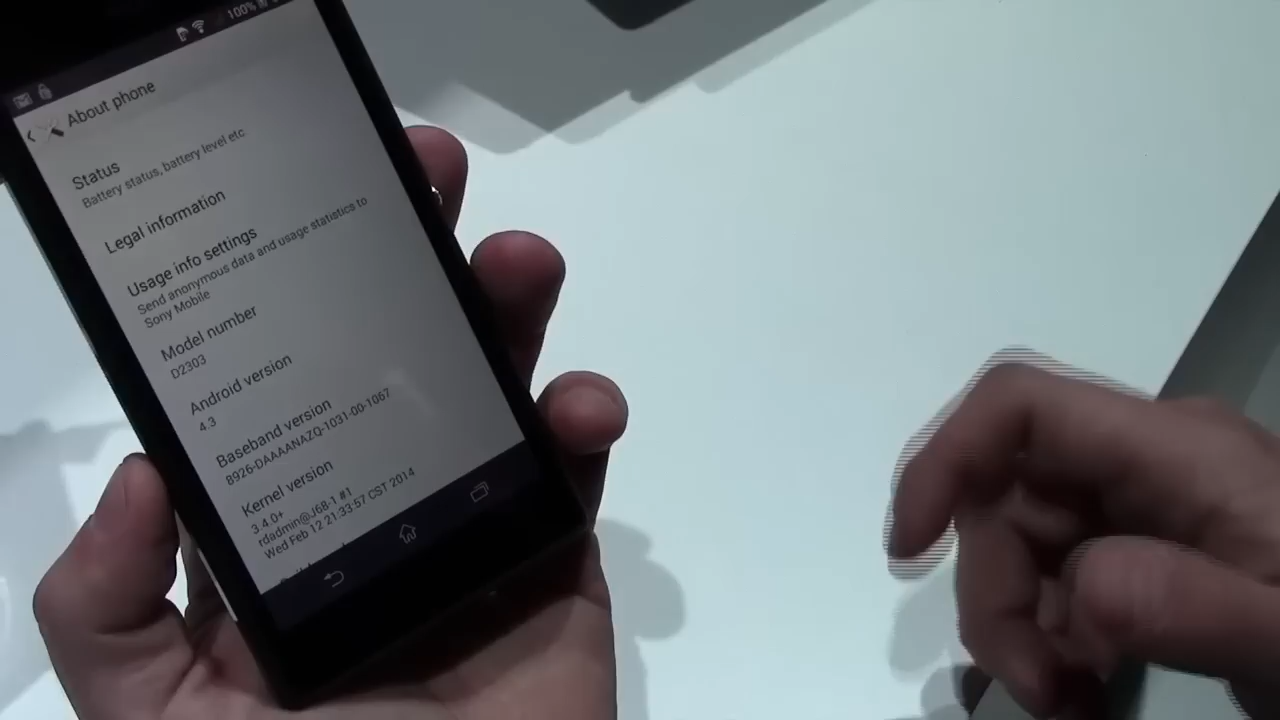 100%
About phone
Status
Battery status, battery level etc
Legal information
Usage info settings
Send anonymous data and usage statistics to
Sony Mobile
Model number
D2303
Android version
4.3
Baseband version
8926-DAAAANAZQ-1031-00-1067
Kernel version
3.4.0+
rdadmin@J68-1 #1
Wed Feb 12 21:33:57 CST 2014